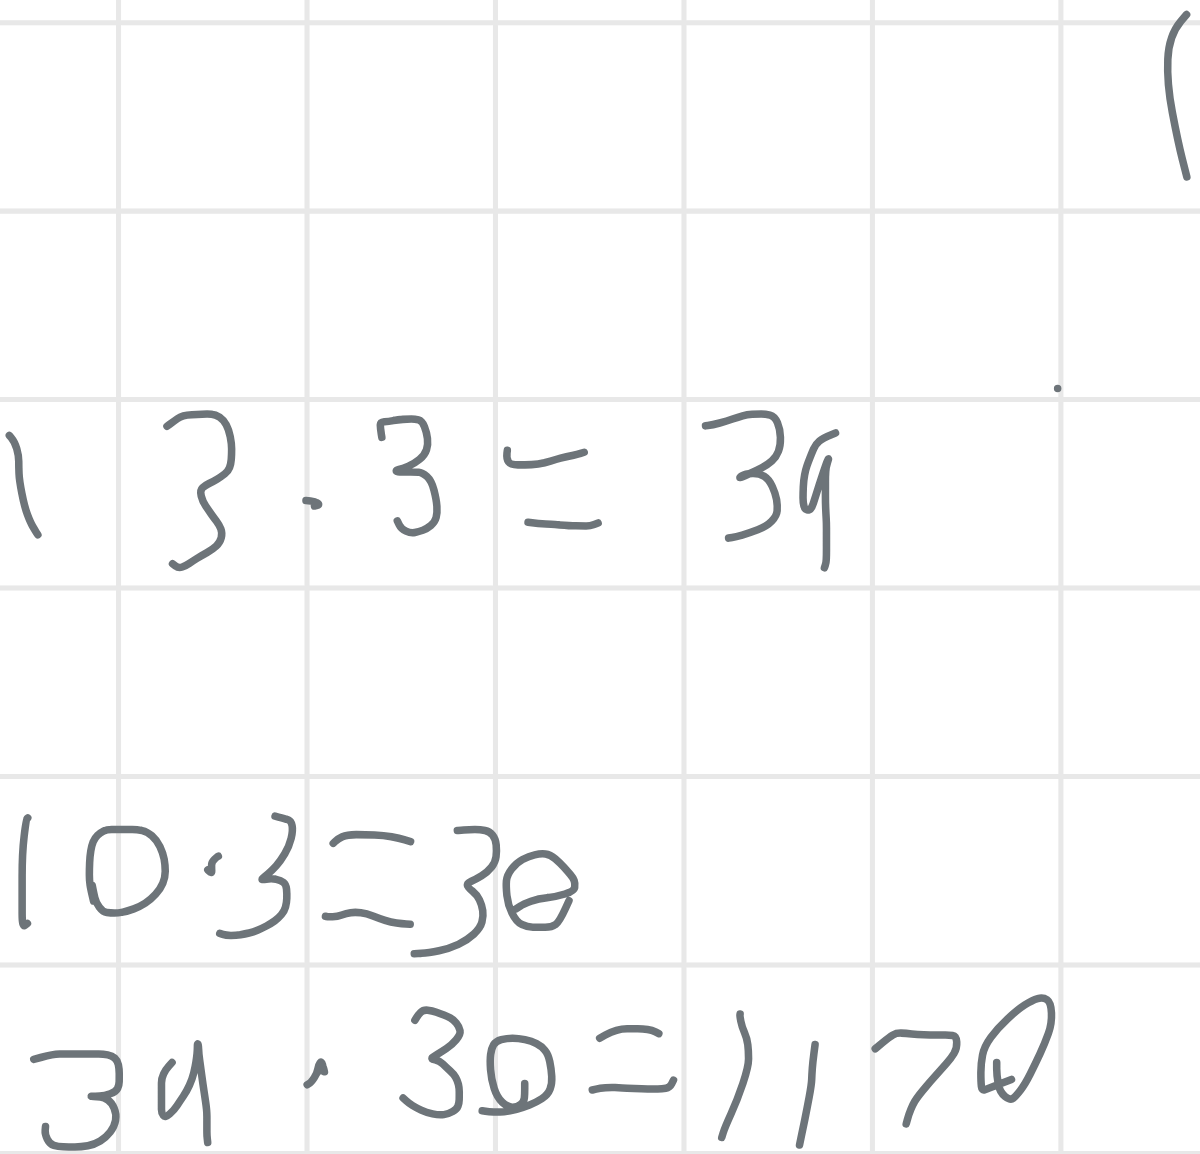 (
13 · 3 = 39
10 · 3 = 30
39 · 30 = 1170